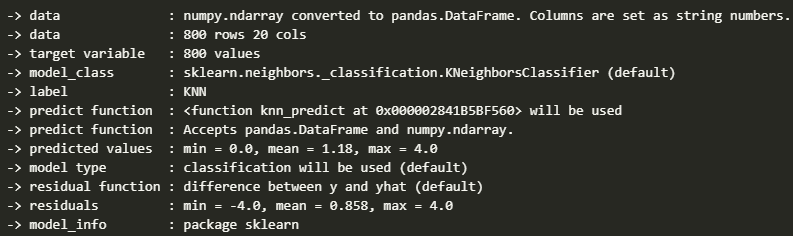 -> data              : numpy.ndarray converted to pandas.DataFrame. Columns are set as string numbers.
-> data              : 800 rows 20 cols
-> target variable   : 800 values
-> model_class       : sklearn.neighbors._classification.KNeighborsClassifier (default)
-> label             : KNN
-> predict function  : <function knn_predict at 0x000002841B5BF560> will be used
-> predict function  : Accepts pandas.DataFrame and numpy.ndarray.
-> predicted values  : min = 0.0, mean = 1.18, max = 4.0
-> model type        : classification will be used (default)
-> residual function : difference between y and yhat (default)
-> residuals         : min = -4.0, mean = 0.858, max = 4.0
-> model_info        : package sklearn